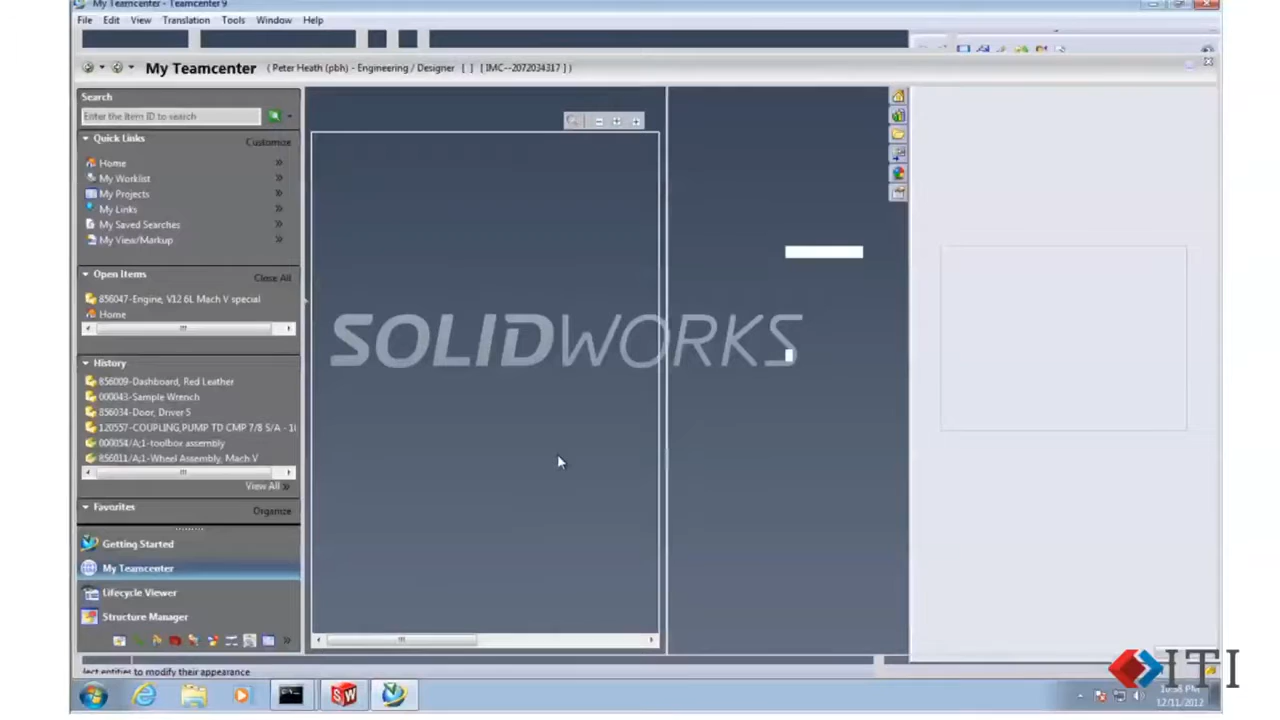 My Teamcenter - Teamcenter 9
File Edit View Translation Tools Window Help
My Teamcenter ( Peter Heath (pbh) - Engineering / Designer [ ] [ IMC--2072034317 ] )
Search
Enter the Item ID to search
Quick Links
Customize
Home
My Worklist
My Projects
My Links
My Saved Searches
My View/Markup
Open Items
Close All
856047-Engine, V12 6L Mach V special
Home
History
856009-Dashboard, Red Leather
000043-Sample Wrench
856034-Door, Driver 5
120557-COUPLING,PUMP TD CMP 7/8 S/A - 
000054/A;1-toolbox assembly
856011/A;1-Wheel Assembly, Mach V
View All
Favorites
Organize
Getting Started
My Teamcenter
Lifecycle Viewer
Structure Manager
SOLIDWORKS
lect entities to modify their appearance
ITI
10:58 PM
12/11/2012